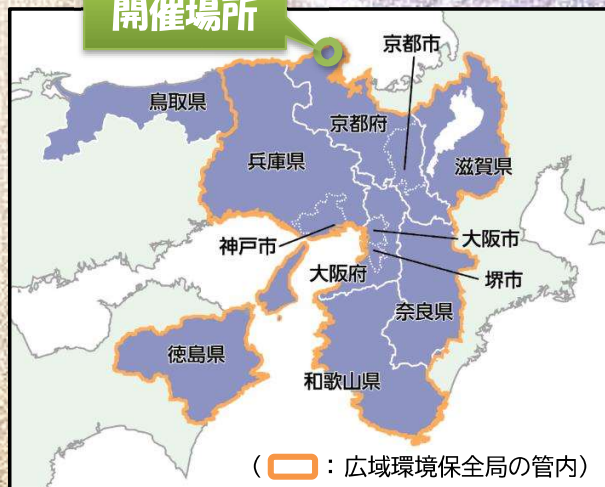 開催場所
京都市
鳥取県
京都府
兵庫県
滋賀県
神戸市
大阪市
大阪府
堺市
奈良県
徳島県
和歌山県
(　：広域環境保全局の管内)